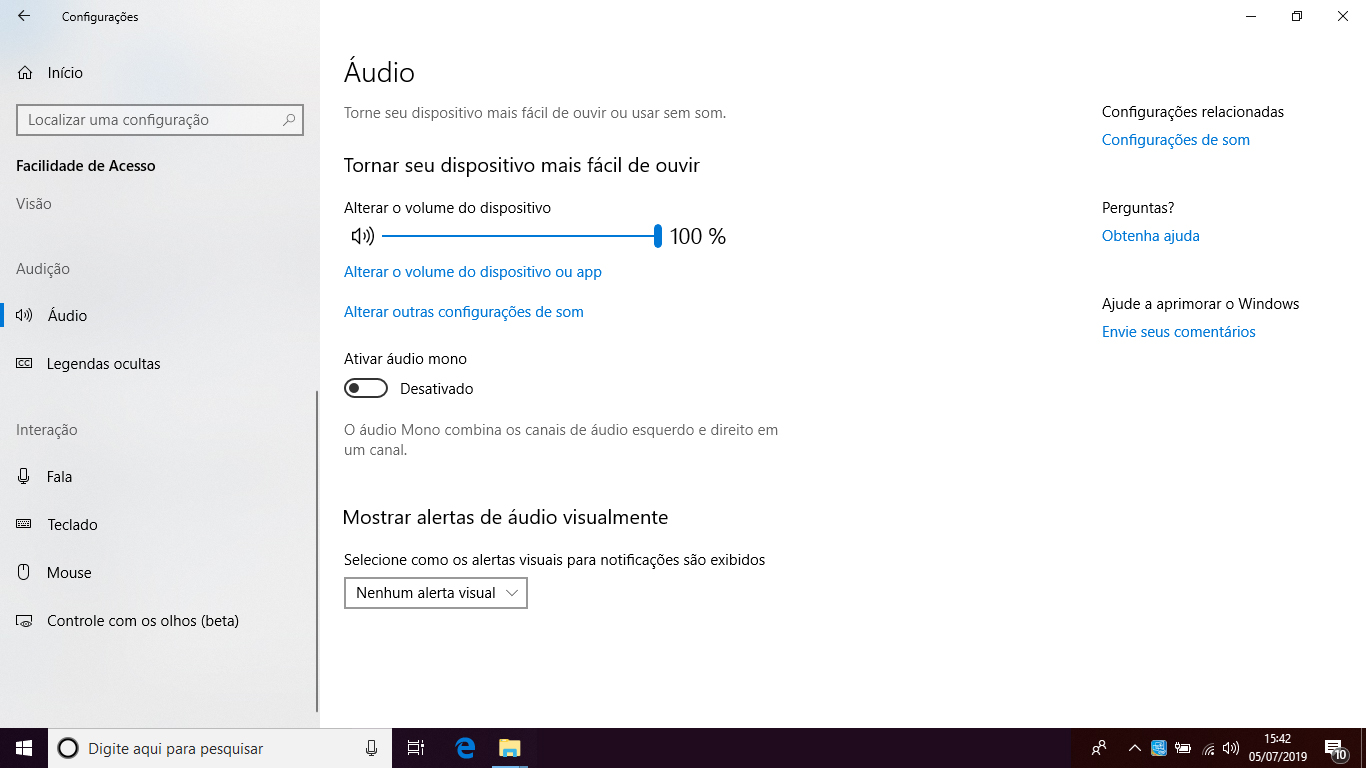 Configurações
Início
Localizar uma configuração
Facilidade de Acesso
Visão
Audição
Áudio
Legendas ocultas
Interação
Fala
Teclado
Mouse
Controle com os olhos (beta)
Áudio
Torne seu dispositivo mais fácil de ouvir ou usar sem som.
Tornar seu dispositivo mais fácil de ouvir
Alterar o volume do dispositivo
100 %
Alterar o volume do dispositivo ou app
Alterar outras configurações de som
Ativar áudio mono
Desativado
O áudio Mono combina os canais de áudio esquerdo e direito em
um canal.
Mostrar alertas de áudio visualmente
Selecione como os alertas visuais para notificações são exibidos
Nenhum alerta visual
Configurações relacionadas
Configurações de som
Perguntas?
Obtenha ajuda
Ajude a aprimorar o Windows
Envie seus comentários
Digite aqui para pesquisar
15:42
05/07/2019
10